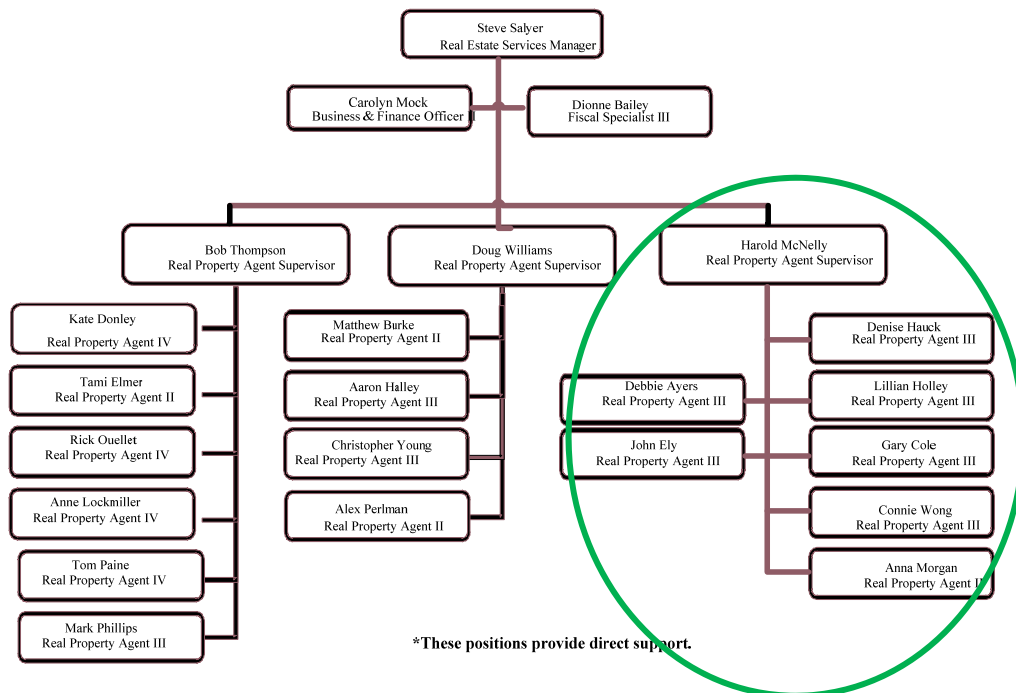 Steve Salyer
Real Estate Services Manager
Carolyn Mock
Business & Finance Officer II
Dionne Bailey
Fiscal Specialist III
Bob Thompson
Real Property Agent Supervisor
Doug Williams
Real Property Agent Supervisor
Harold McNelly
Real Property Agent Supervisor
Kate Donley
Real Property Agent IV
Tami Elmer
Real Property Agent II
Rick Ouellet
Real Property Agent IV
Anne Lockmiller
Real Property Agent IV
Tom Paine
Real Property Agent IV
Mark Phillips
Real Property Agent III
Matthew Burke
Real Property Agent II
Aaron Halley
Real Property Agent III
Christopher Young
Real Property Agent III
Alex Perlman
Real Property Agent II
Debbie Ayers
Real Property Agent III
John Ely
Real Property Agent III
Denise Hauck
Real Property Agent III
Lillian Holley
Real Property Agent III
Gary Cole
Real Property Agent III
Connie Wong
Real Property Agent III
Anna Morgan
Real Property Agent II
*These positions provide direct support.